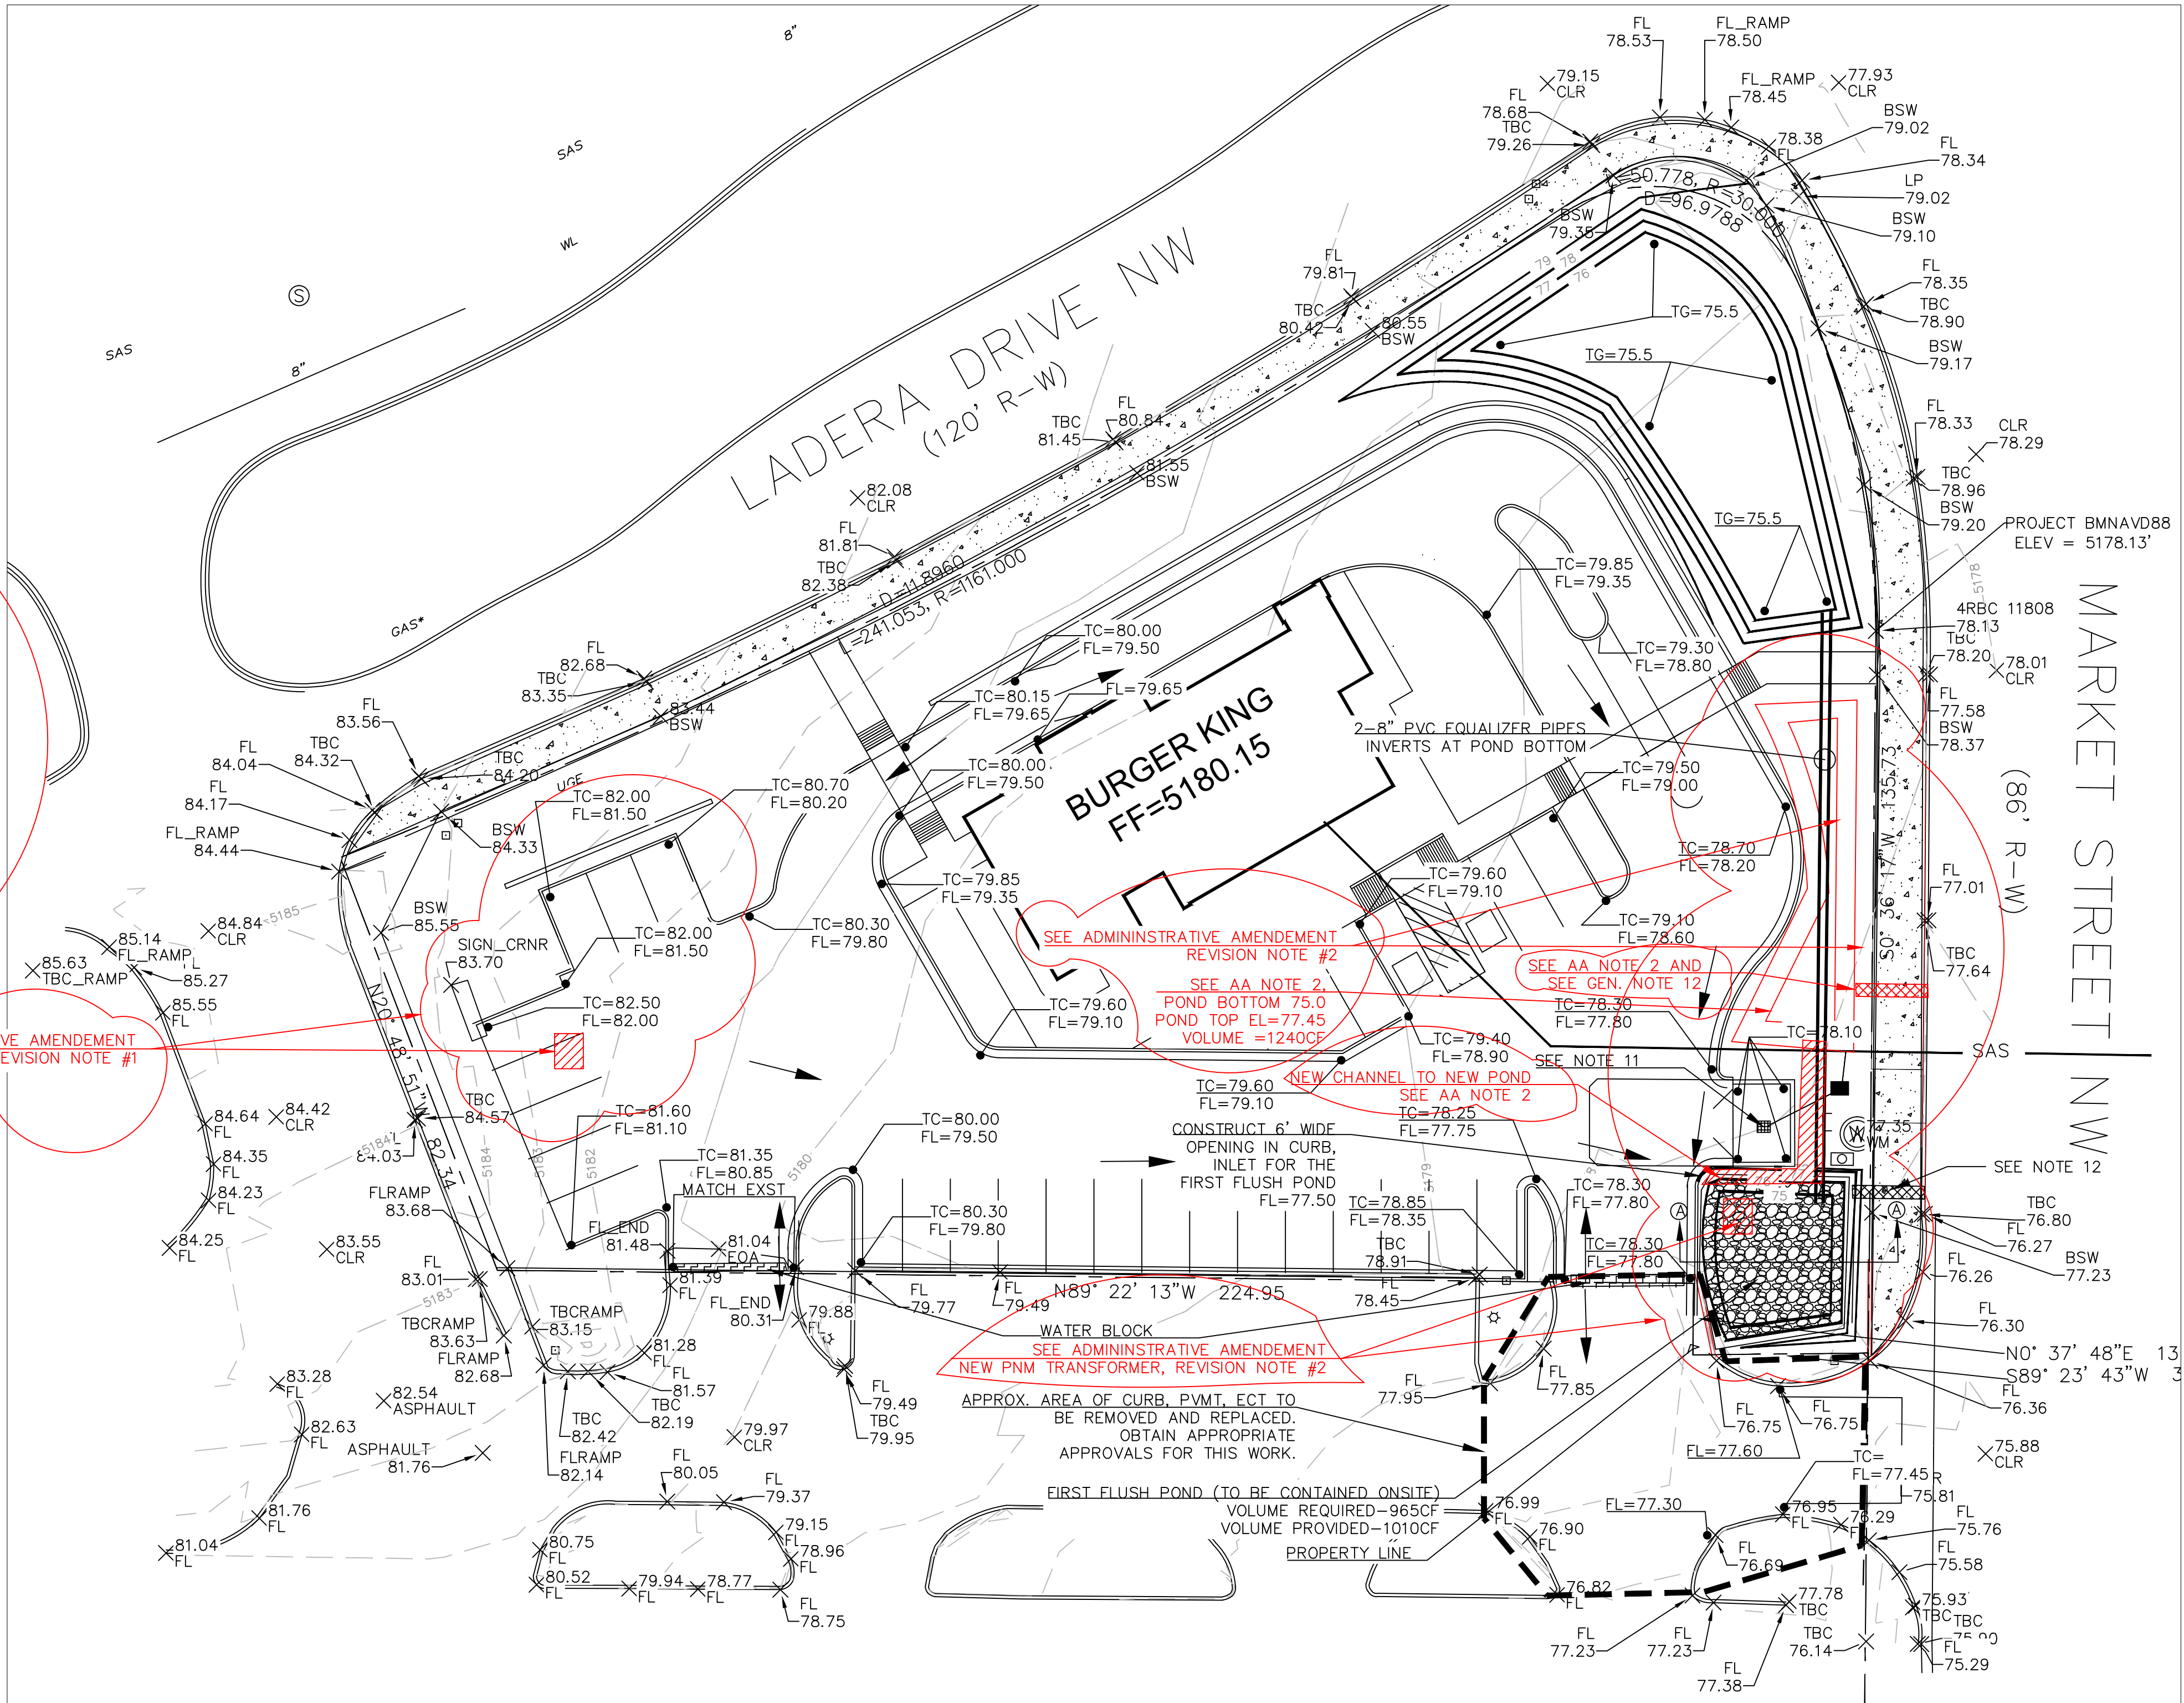 8"
SAS
WL
SAS
8"
GAS*
S
LADERA DRIVE NW
(120' R-W)
MARKET STREET NW
(86' R-W)
FL
78.53
FL_RAMP
78.50
79.15
CLR
FL_RAMP
78.45
77.93
CLR
FL
78.68
TBC
79.26
BSW
79.02
78.38
FL
FL
78.34
LP
79.02
BSW
79.10
BSW
79.35
L=50.778, R=30.000
D=96.9788
79 78
77 76
FL
79.81
TBC
80.42
80.55
BSW
FL
78.35
TBC
78.90
BSW
79.17
TG=75.5
TG=75.5
TG=75.5
FL
80.84
TBC
81.45
81.55
BSW
FL
78.33
CLR
78.29
TBC
78.96
BSW
79.20
PROJECT BMNAVD88
ELEV = 5178.13'
5178
82.08
CLR
FL
81.81
TBC
82.38
D=11.8960
L=241.053, R=1161.000
TC=79.85
FL=79.35
4RBC 11808
78.13
TBC
78.20
78.01
CLR
FL
77.58
BSW
78.37
TC=79.30
FL=78.80
FL
82.68
TBC
83.35
83.44
BSW
TC=80.00
FL=79.50
TC=80.15
FL=79.65
FL=79.65
BURGER KING
FF=5180.15
2-8" PVC EQUALIZER PIPES
INVERTS AT POND BOTTOM
FL
83.56
FL
84.04
TBC
84.32
TBC
84.20
UGE
FL
84.17
FL_RAMP
84.44
BSW
84.33
TC=82.00
FL=81.50
TC=80.70
FL=80.20
TC=80.00
FL=79.50
TC=79.50
FL=79.00
TC=78.70
FL=78.20
S0° 36' 17"W 135.73
TC=79.85
FL=79.35
TC=79.60
FL=79.10
TC=79.10
FL=78.60
FL
77.01
TBC
77.64
5185
84.84
CLR
BSW
85.55
85.14
FL_RAMP
FL
85.27
85.63
TBC_RAMP
85.55
FL
SIGN_CRNR
83.70
TC=82.00
FL=81.50
TC=80.30
FL=79.80
TC=82.50
FL=82.00
SEE ADMININSTRATIVE AMENDEMENT
REVISION NOTE #2
SEE AA NOTE 2,
POND BOTTOM 75.0
POND TOP EL=77.45
VOLUME =1240CF
SEE AA NOTE 2 AND
SEE GEN. NOTE 12
VE AMENDEMENT
EVISION NOTE #1
TC=79.60
FL=79.10
TC=78.30
FL=77.80
TC=78.10
TC=79.40
FL=78.90
SEE NOTE 11
SAS
NEW CHANNEL TO NEW POND
SEE AA NOTE 2
TC=79.60
FL=79.10
TC=78.25
FL=77.75
N20° 48' 51"W 82.34
TBC
84.57
84.64
FL
84.42
CLR
5184
84.03
84.35
FL
84.23
FL
84.25
FL
83.55
CLR
5184
5183
5182
TC=81.60
FL=81.10
TC=81.35
FL=80.85
MATCH EXST
5180
TC=80.00
FL=79.50
TC=80.30
FL=79.80
CONSTRUCT 6' WIDE
OPENING IN CURB,
INLET FOR THE
FIRST FLUSH POND
FL=77.50
5179
TC=78.85
FL=78.35
TC=78.30
FL=77.80
TC=78.30
FL=77.80
A
75
A
W
77.35
WM
SEE NOTE 12
TBC
76.80
FL
76.27
BSW
77.23
FL
76.26
FL
76.30
FLRAMP
83.68
FL_END
81.48
81.04
EOA
81.39
FL
FL
83.01
5183
TBCRAMP
83.63
TBCRAMP
83.15
FLRAMP
82.68
FL_END
80.31
79.88
FL
FL
79.77
FL
79.49
N89° 22' 13"W 224.95
TBC
78.91
FL
78.45
WATER BLOCK
SEE ADMININSTRATIVE AMENDEMENT
NEW PNM TRANSFORMER, REVISION NOTE #2
81.28
FL
FL
81.57
TBC
82.19
TBC
82.42
FLRAMP
82.14
FL
79.49
TBC
79.95
79.97
CLR
N0° 37' 48"E 13
S89° 23' 43"W 3
FL
76.36
FL
77.95
FL
77.85
FL
76.75
FL
76.75
FL=77.60
83.28
FL
82.54
ASPHAULT
82.63
FL
ASPHAULT
81.76
FL
80.05
FL
79.37
APPROX. AREA OF CURB, PVMT, ECT TO
BE REMOVED AND REPLACED.
OBTAIN APPROPRIATE
APPROVALS FOR THIS WORK.
FIRST FLUSH POND (TO BE CONTAINED ONSITE)
VOLUME REQUIRED-965CF
VOLUME PROVIDED-1010CF
PROPERTY LINE
TC=
FL=77.45
75.88
CLR
75.81
FL=77.30
76.99
FL
76.90
FL
76.95
FL
76.29
FL
FL
75.76
81.76
FL
81.04
FL
80.75
FL
79.15
FL
78.96
FL
80.52
FL
79.94
FL
78.77
FL
FL
78.75
76.82
FL
FL
76.69
FL
75.58
77.78
TBC
75.93
TBC
TBC
75.90
FL
77.23
FL
77.23
FL
77.38
TBC
76.14
FL
75.29